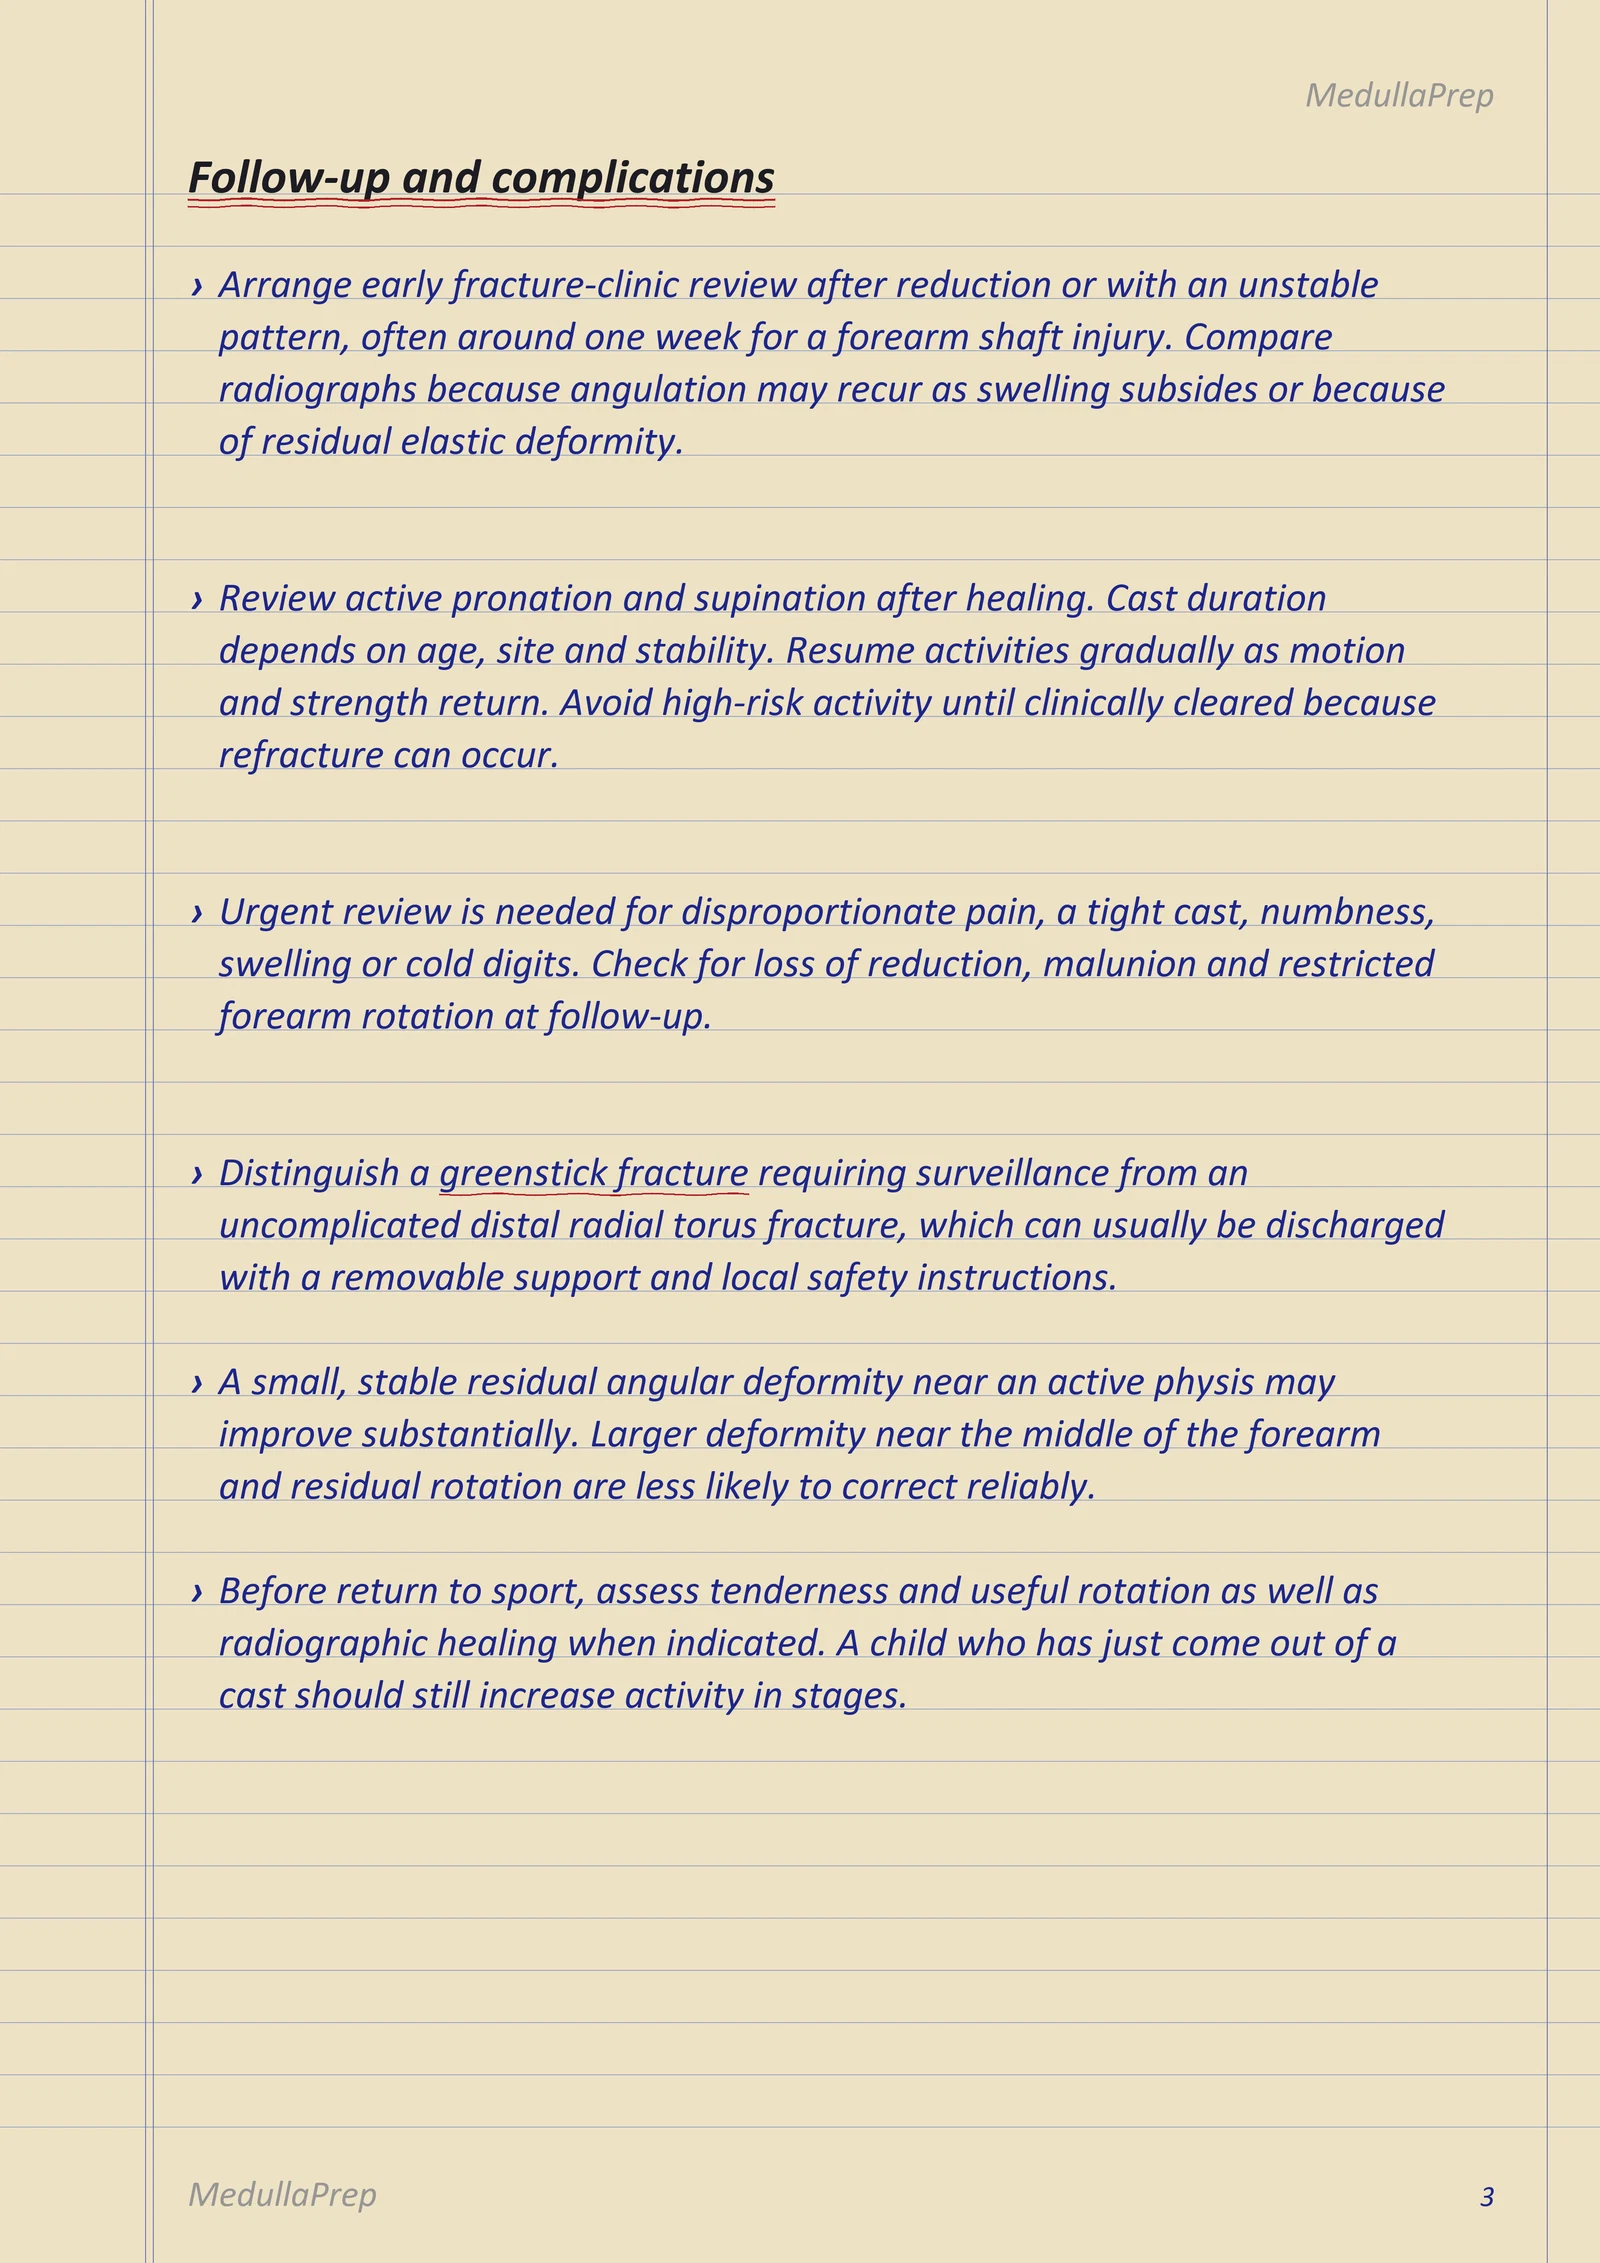 MedullaPrep
Follow-up and complications
› Arrange early fracture-clinic review after reduction or with an unstable
pattern, often around one week for a forearm shaft injury. Compare
radiographs because angulation may recur as swelling subsides or because
of residual elastic deformity.
› Review active pronation and supination after healing. Cast duration
depends on age, site and stability. Resume activities gradually as motion
and strength return. Avoid high-risk activity until clinically cleared because
refracture can occur.
› Urgent review is needed for disproportionate pain, a tight cast, numbness,
swelling or cold digits. Check for loss of reduction, malunion and restricted
forearm rotation at follow-up.
› Distinguish a greenstick fracture requiring surveillance from an
uncomplicated distal radial torus fracture, which can usually be discharged
with a removable support and local safety instructions.
› A small, stable residual angular deformity near an active physis may
improve substantially. Larger deformity near the middle of the forearm
and residual rotation are less likely to correct reliably.
› Before return to sport, assess tenderness and useful rotation as well as
radiographic healing when indicated. A child who has just come out of a
cast should still increase activity in stages.
MedullaPrep
3